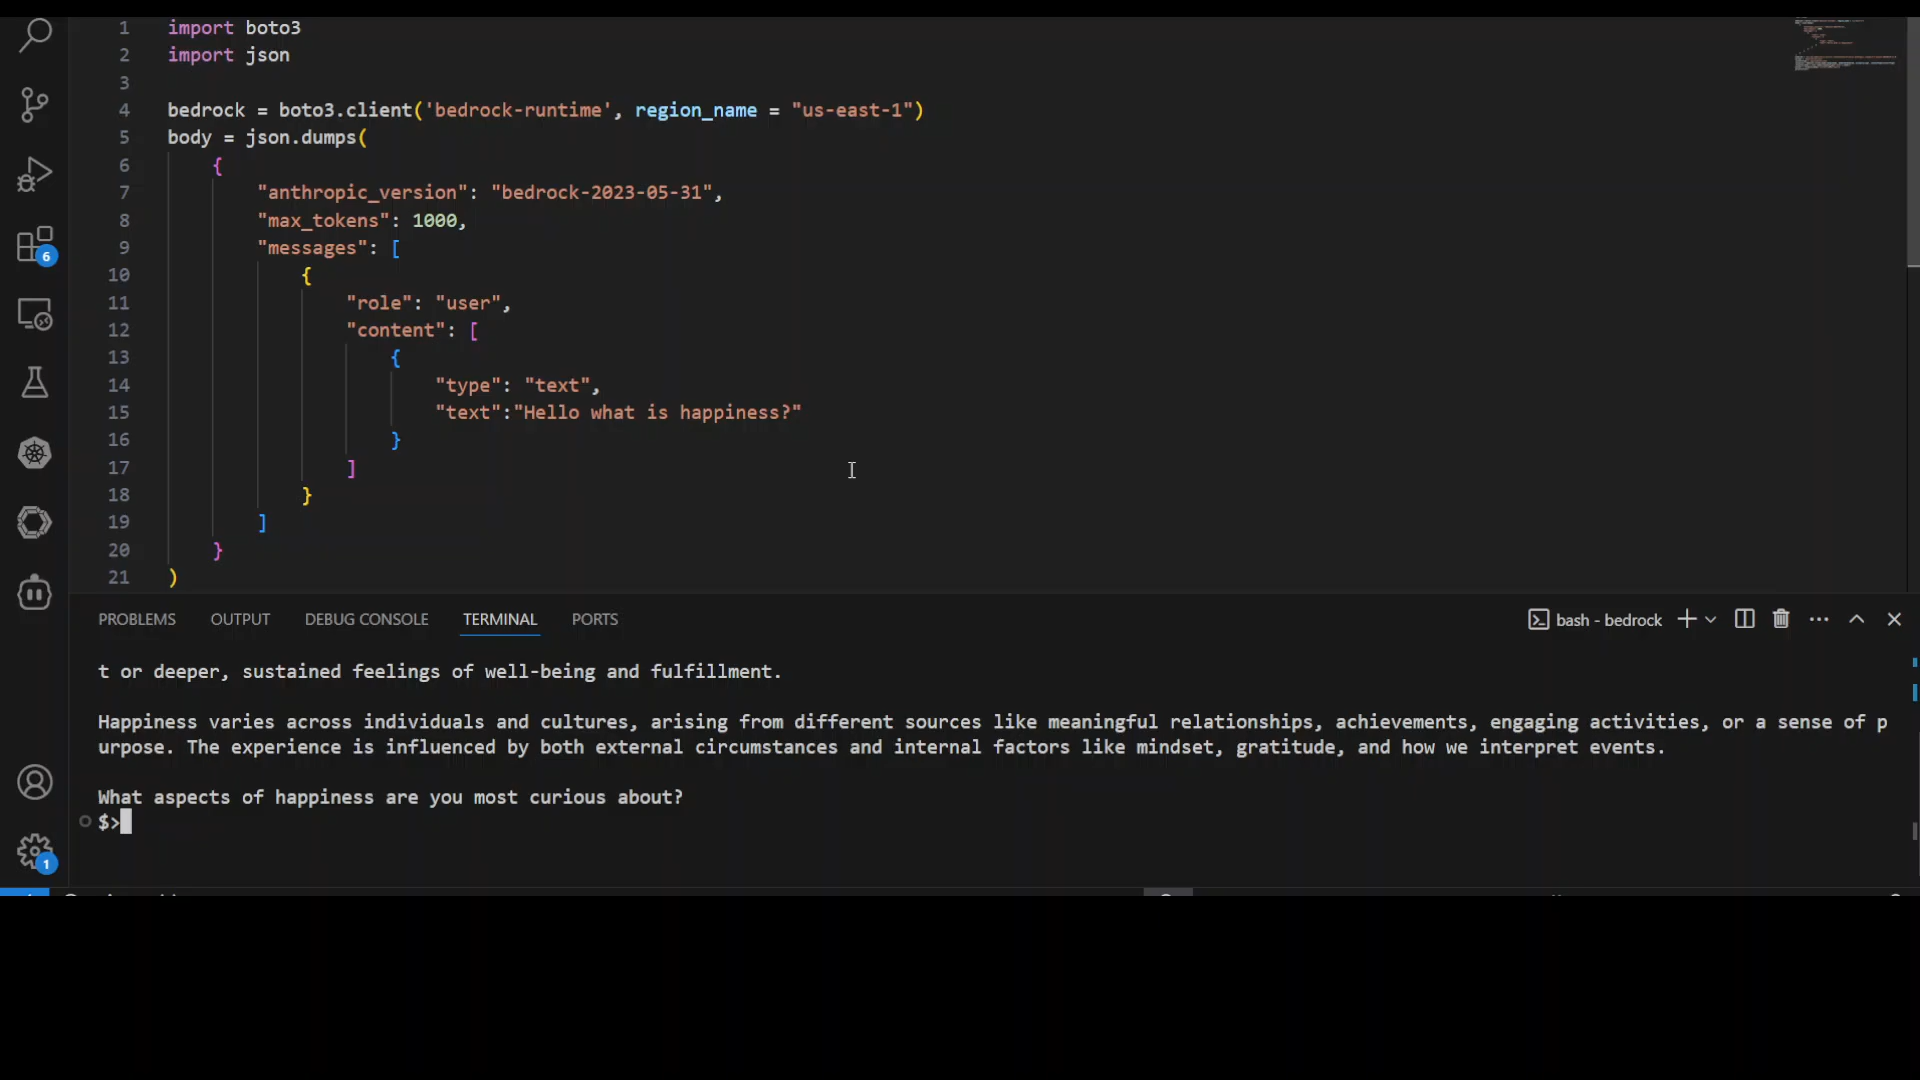 1 import boto3
2 import json
3
4 bedrock = boto3.client('bedrock-runtime', region_name = "us-east-1")
5 body = json.dumps(
6 {
7 "anthropic_version": "bedrock-2023-05-31",
8 "max_tokens": 1000,
9 "messages": [
10 {
11 "role": "user",
12 "content": [
13 {
14 "type": "text",
15 "text":"Hello what is happiness?"
16 }
17 ]
18 }
19 ]
20 }
21 )
6
1
PROBLEMS OUTPUT DEBUG CONSOLE TERMINAL PORTS bash - bedrock
t or deeper, sustained feelings of well-being and fulfillment.
Happiness varies across individuals and cultures, arising from different sources like meaningful relationships, achievements, engaging activities, or a sense of p
urpose. The experience is influenced by both external circumstances and internal factors like mindset, gratitude, and how we interpret events.
What aspects of happiness are you most curious about?
$>